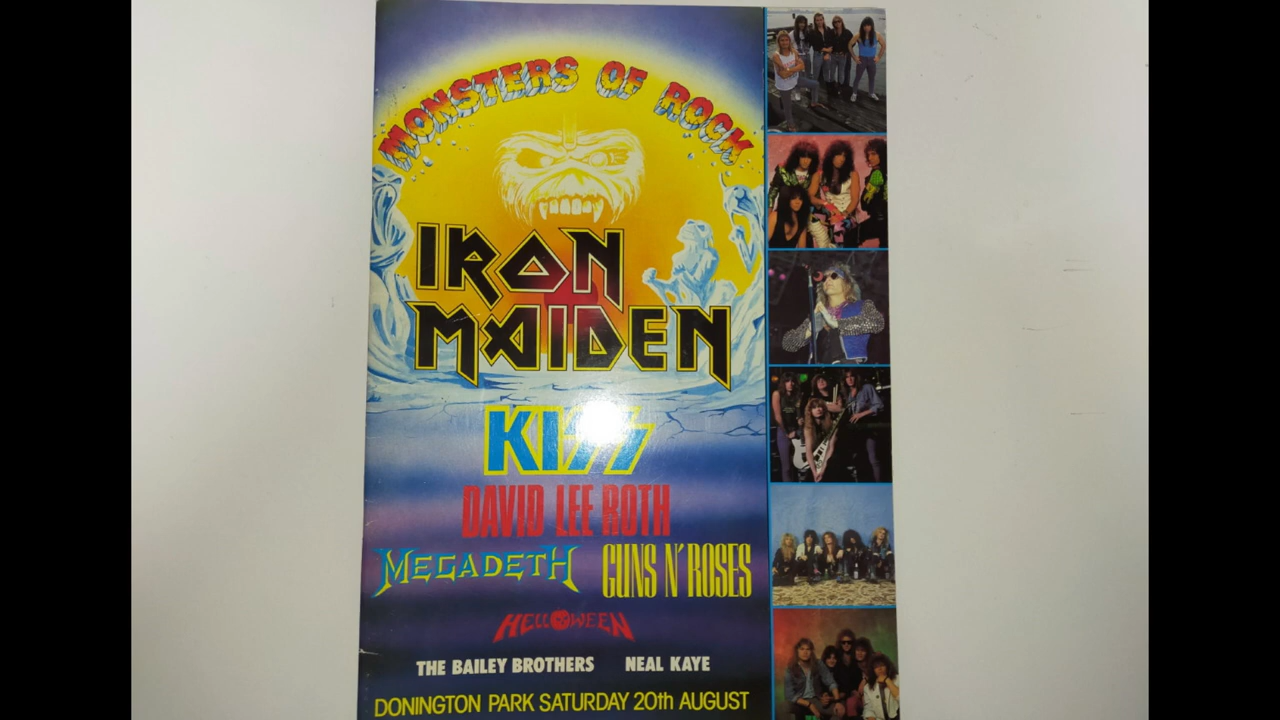 MONSTERS OF ROCK
IRON
MAIDEN
KISS
DAVID LEE ROTH
MEGADETH GUNS N' ROSES
HELLOWEEN
THE BAILEY BROTHERS NEAL KAYE
DONINGTON PARK SATURDAY 20th AUGUST